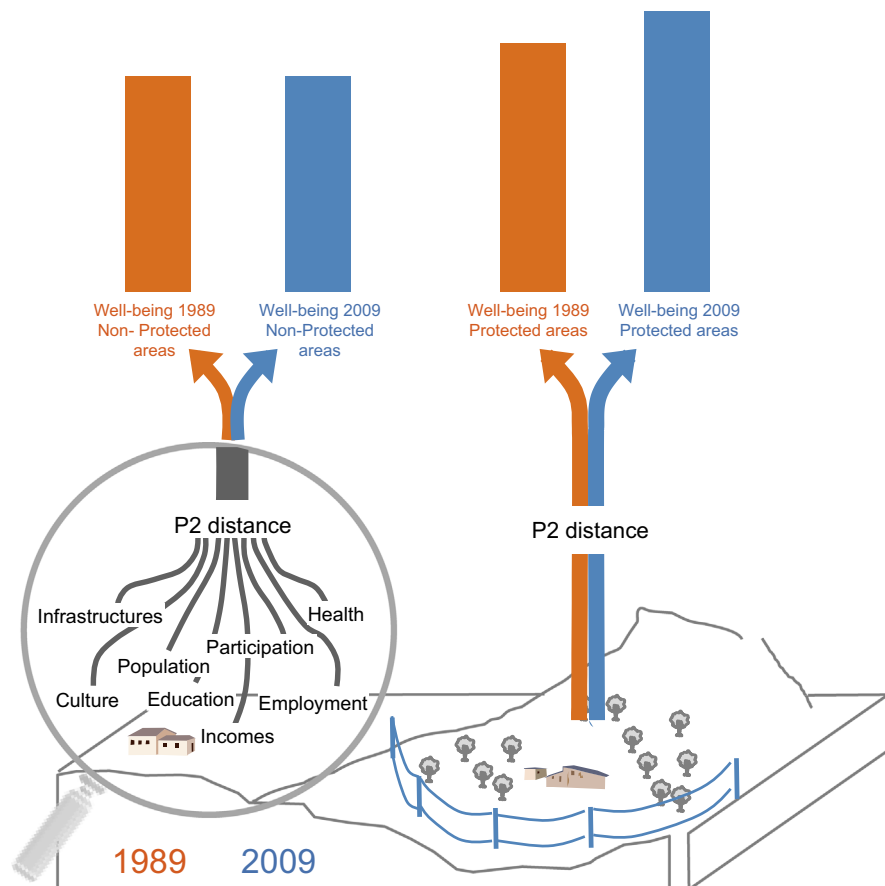 Well-being 1989
Non- Protected
areas
Well-being 2009
Non-Protected
areas
Well-being 1989
Protected areas
Well-being 2009
Protected areas
P2 distance
P2 distance
Infrastructures
Health
Participation
Population
Culture
Education
Employment
Incomes
1989
2009